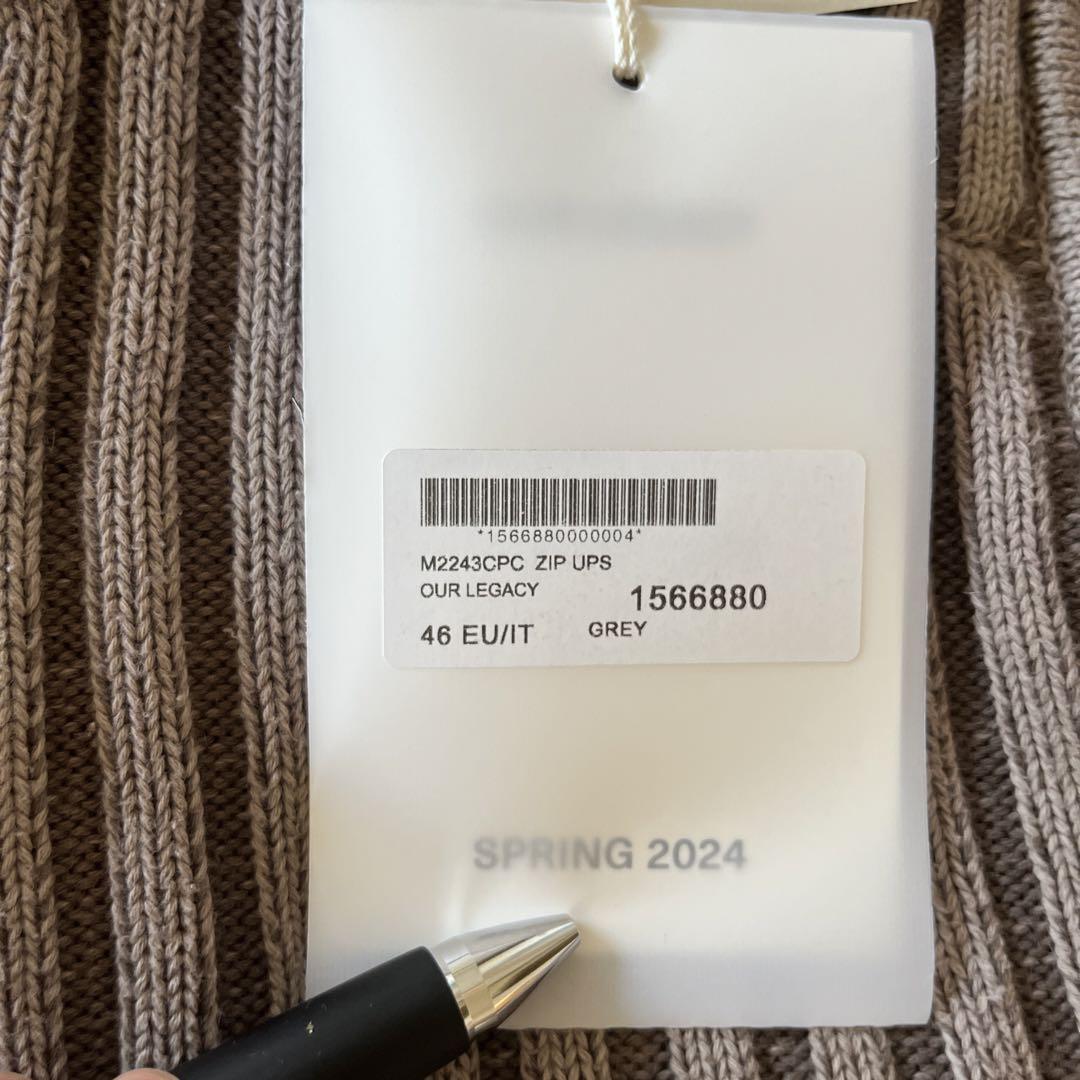 *1566880000004*
M2243CPC ZIP UPS
OUR LEGACY
1566880
46 EU/IT
GREY
SPRING 2024